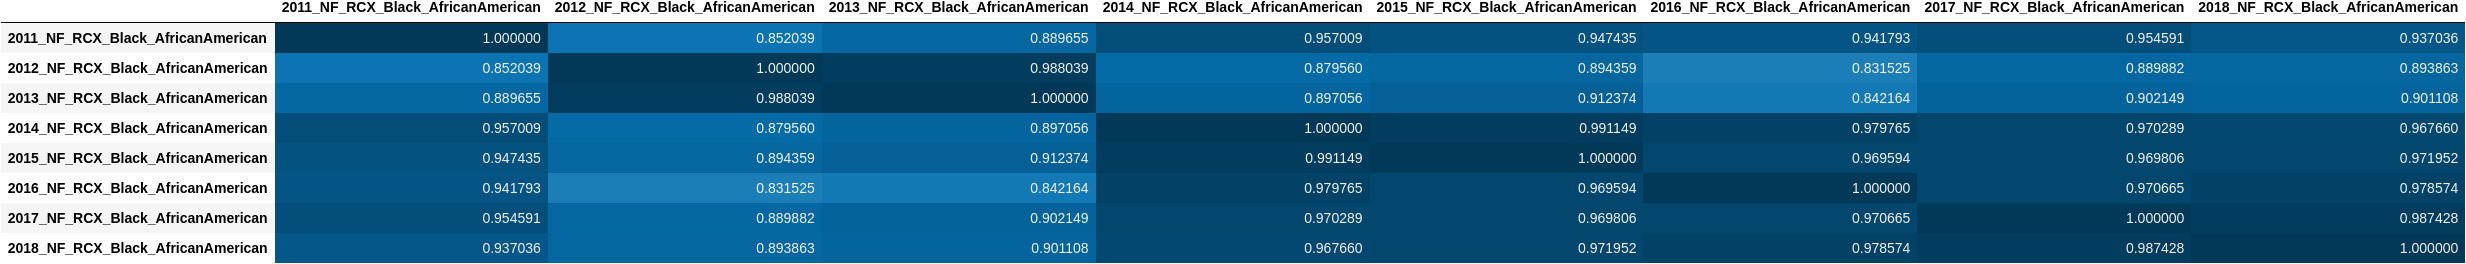 2011_NF_RCX_Black_AfricanAmerican 2012_NF_RCX_Black_AfricanAmerican 2013_NF_RCX_Black_AfricanAmerican 2014_NF_RCX_Black_AfricanAmerican 2015_NF_RCX_Black_AfricanAmerican 2016_NF_RCX_Black_AfricanAmerican 2017_NF_RCX_Black_AfricanAmerican 2018_NF_RCX_Black_AfricanAmerican
2011_NF_RCX_Black_AfricanAmerican 1.000000 0.852039 0.889655 0.957009 0.947435 0.941793 0.954591 0.937036
2012_NF_RCX_Black_AfricanAmerican 0.852039 1.000000 0.988039 0.879560 0.894359 0.831525 0.889882 0.893863
2013_NF_RCX_Black_AfricanAmerican 0.889655 0.988039 1.000000 0.897056 0.912374 0.842164 0.902149 0.901108
2014_NF_RCX_Black_AfricanAmerican 0.957009 0.879560 0.897056 1.000000 0.991149 0.979765 0.970289 0.967660
2015_NF_RCX_Black_AfricanAmerican 0.947435 0.894359 0.912374 0.991149 1.000000 0.969594 0.969806 0.971952
2016_NF_RCX_Black_AfricanAmerican 0.941793 0.831525 0.842164 0.979765 0.969594 1.000000 0.970665 0.978574
2017_NF_RCX_Black_AfricanAmerican 0.954591 0.889882 0.902149 0.970289 0.969806 0.970665 1.000000 0.987428
2018_NF_RCX_Black_AfricanAmerican 0.937036 0.893863 0.901108 0.967660 0.971952 0.978574 0.987428 1.000000